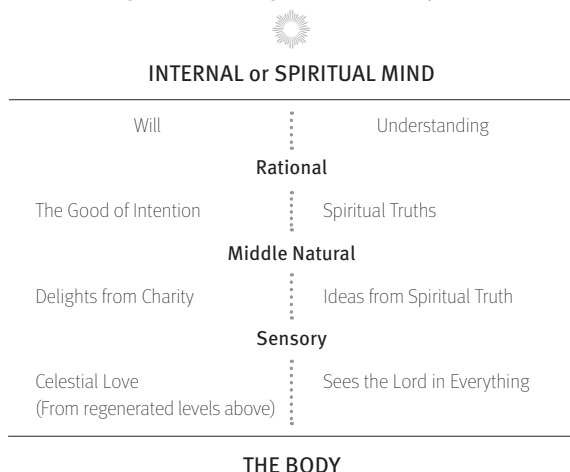 INTERNAL or SPIRITUAL MIND
Will Understanding
Rational
The Good of Intention Spiritual Truths
Middle Natural
Delights from Charity Ideas from Spiritual Truth
Sensory
Celestial Love Sees the Lord in Everything
(From regenerated levels above)
THE BODY